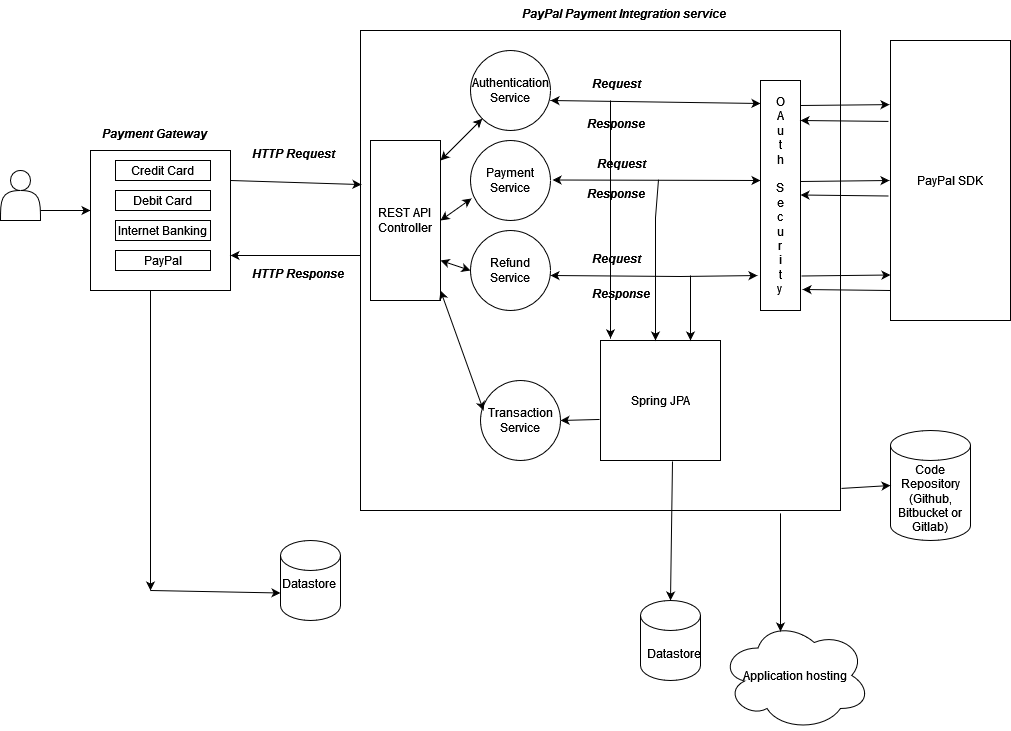 PayPal Payment Integration service
Payment Gateway
Credit Card
Debit Card
Internet Banking
PayPal
HTTP Request
HTTP Response
REST API
Controller
Authentication
Service
Payment
Service
Refund
Service
Transaction
Service
Request
Response
Request
Response
Request
Response
O
A
u
t
h
S
e
c
u
r
i
t
y
PayPal SDK
Spring JPA
Code
Repository
(Github,
Bitbucket or
Gitlab)
Datastore
Datastore
Application hosting